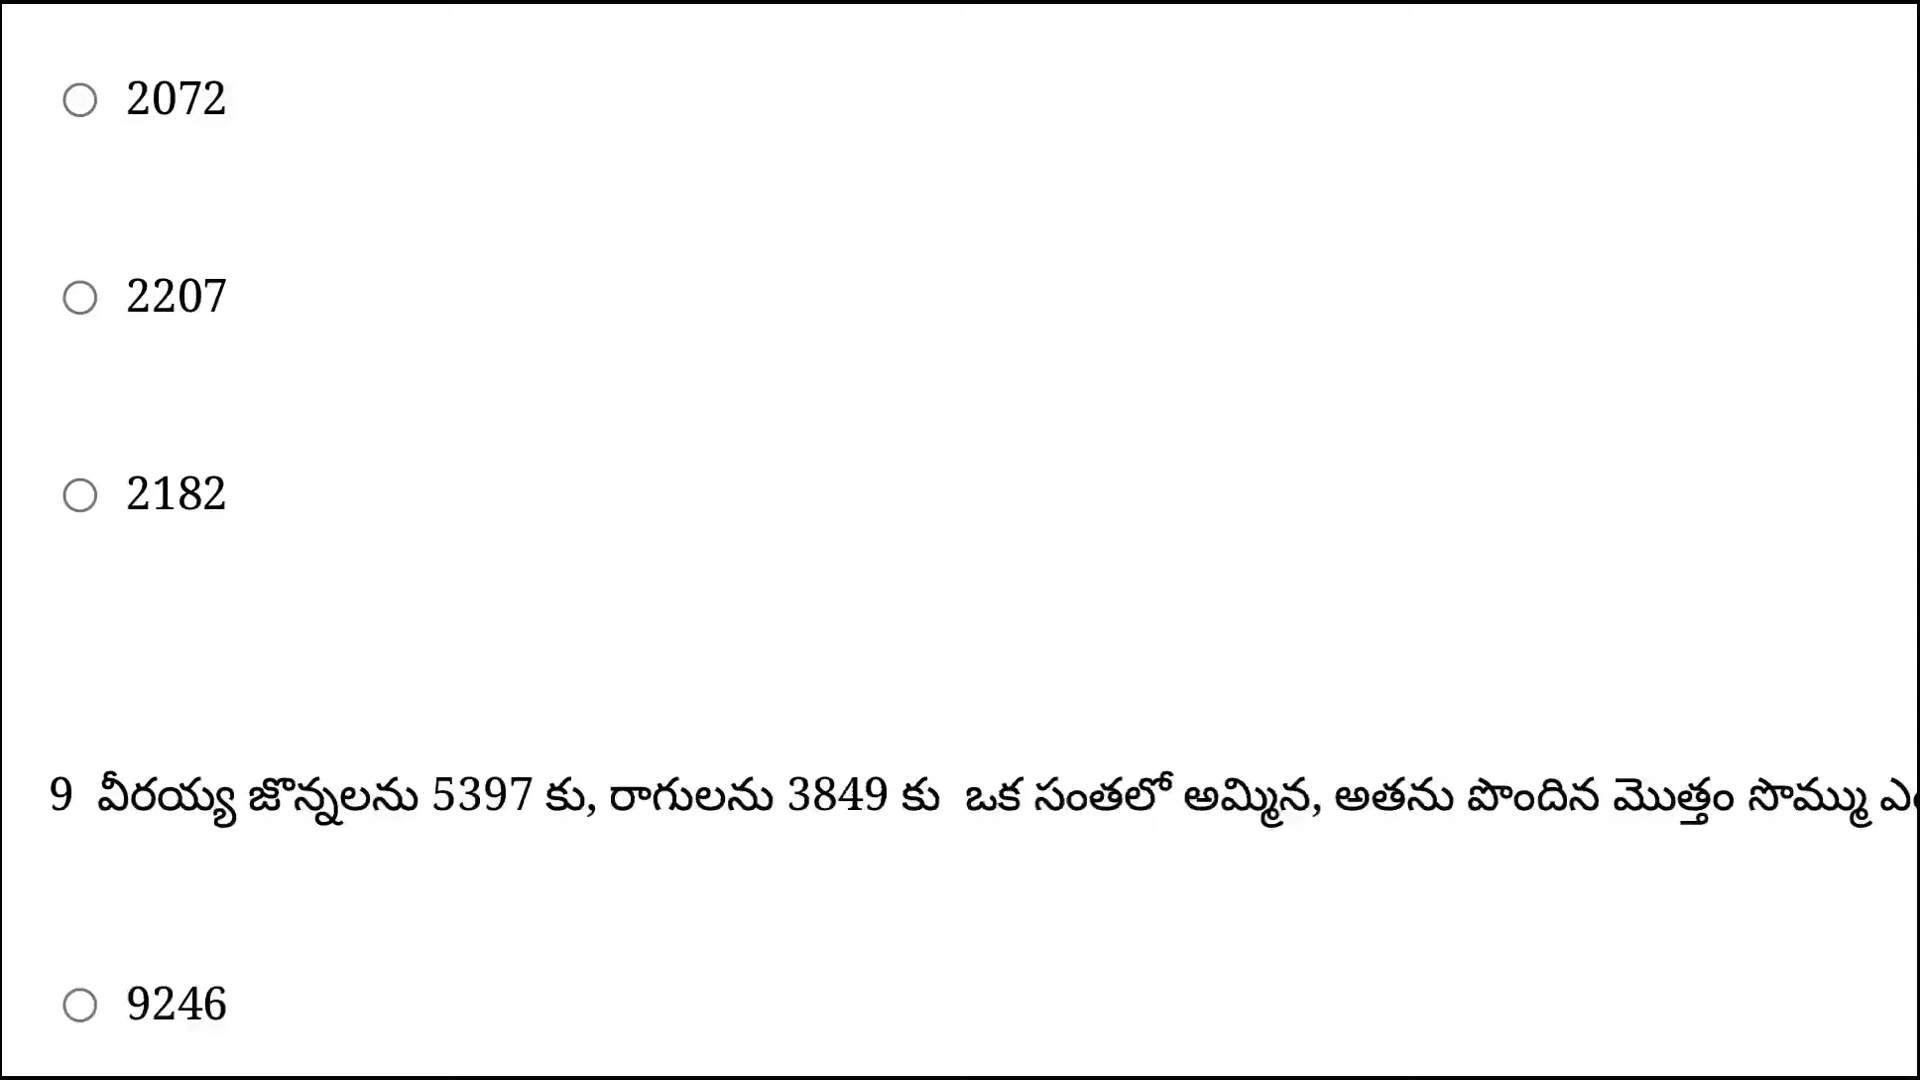 2072
2207
2182
9 వీరయ్య జొన్నలను 5397 కు, రాగులను 3849 కు ఒక సంతలో అమ్మిన, అతను పొందిన మొత్తం సొమ్ము
9246